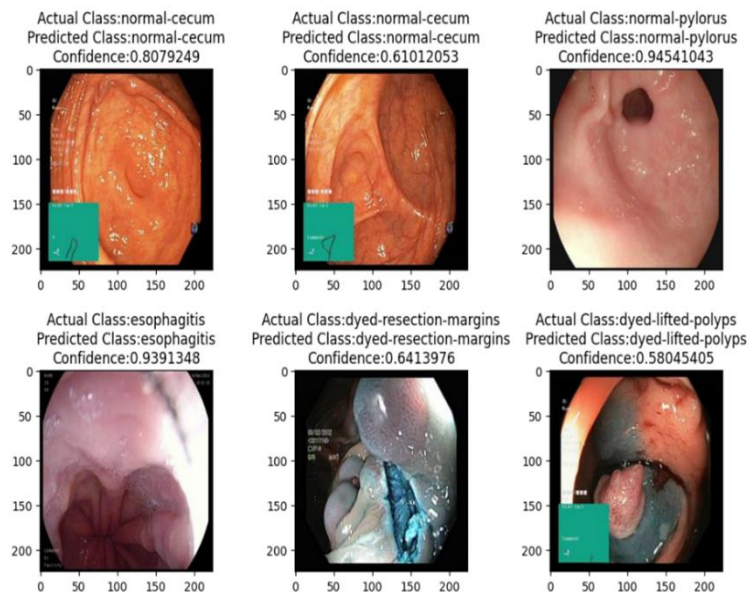 Actual Class:normal-cecum
Predicted Class:normal-cecum
Confidence:0.8079249
Actual Class:normal-cecum
Predicted Class:normal-cecum
Confidence:0.61012053
Actual Class:normal-pylorus
Predicted Class:normal-pylorus
Confidence:0.94541043
0
50
100
150
200
0 50 100 150 200
0
50
100
150
200
0 50 100 150 200
0
50
100
150
200
0 50 100 150 200
Actual Class:esophagitis
Predicted Class:esophagitis
Confidence:0.9391348
Actual Class:dyed-resection-margins
Predicted Class:dyed-resection-margins
Confidence:0.6413976
Actual Class:dyed-lifted-polyps
Predicted Class:dyed-lifted-polyps
Confidence:0.58045405
0
50
100
150
200
0 50 100 150 200
0
50
100
150
200
0 50 100 150 200
0
50
100
150
200
0 50 100 150 200